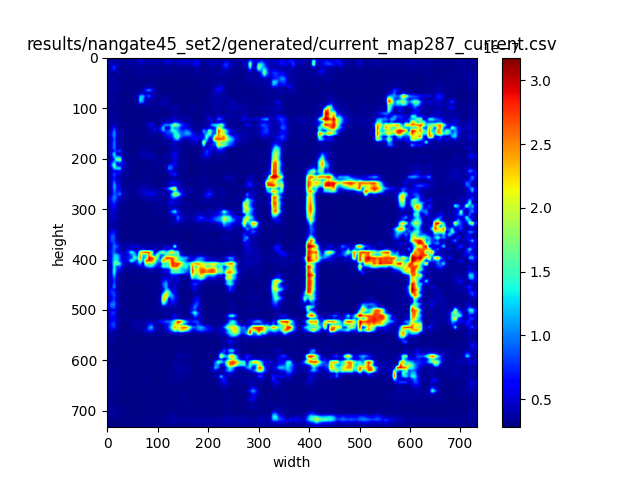 results/nangate45_set2/generated/current_map287_current.csv
1e−7
0
100
200
300
400
500
600
700
height
0 100 200 300 400 500 600 700
width
3.0
2.5
2.0
1.5
1.0
0.5